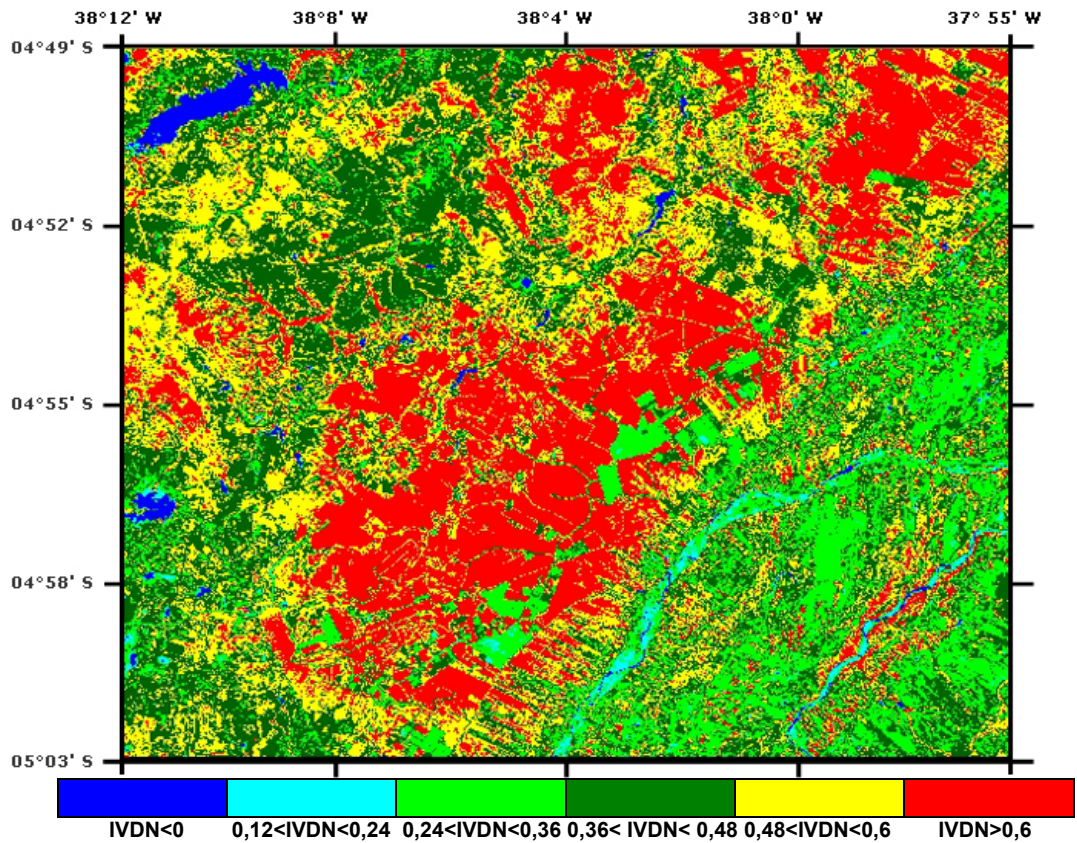 38°12' W 38°8' W 38°4' W 38°0' W 37°55' W
04°49' S
04°52' S
04°55' S
04°58' S
05°03' S
IVDN<0 0,12<IVDN<0,24 0,24<IVDN<0,36 0,36< IVDN< 0,48 0,48<IVDN<0,6 IVDN>0,6